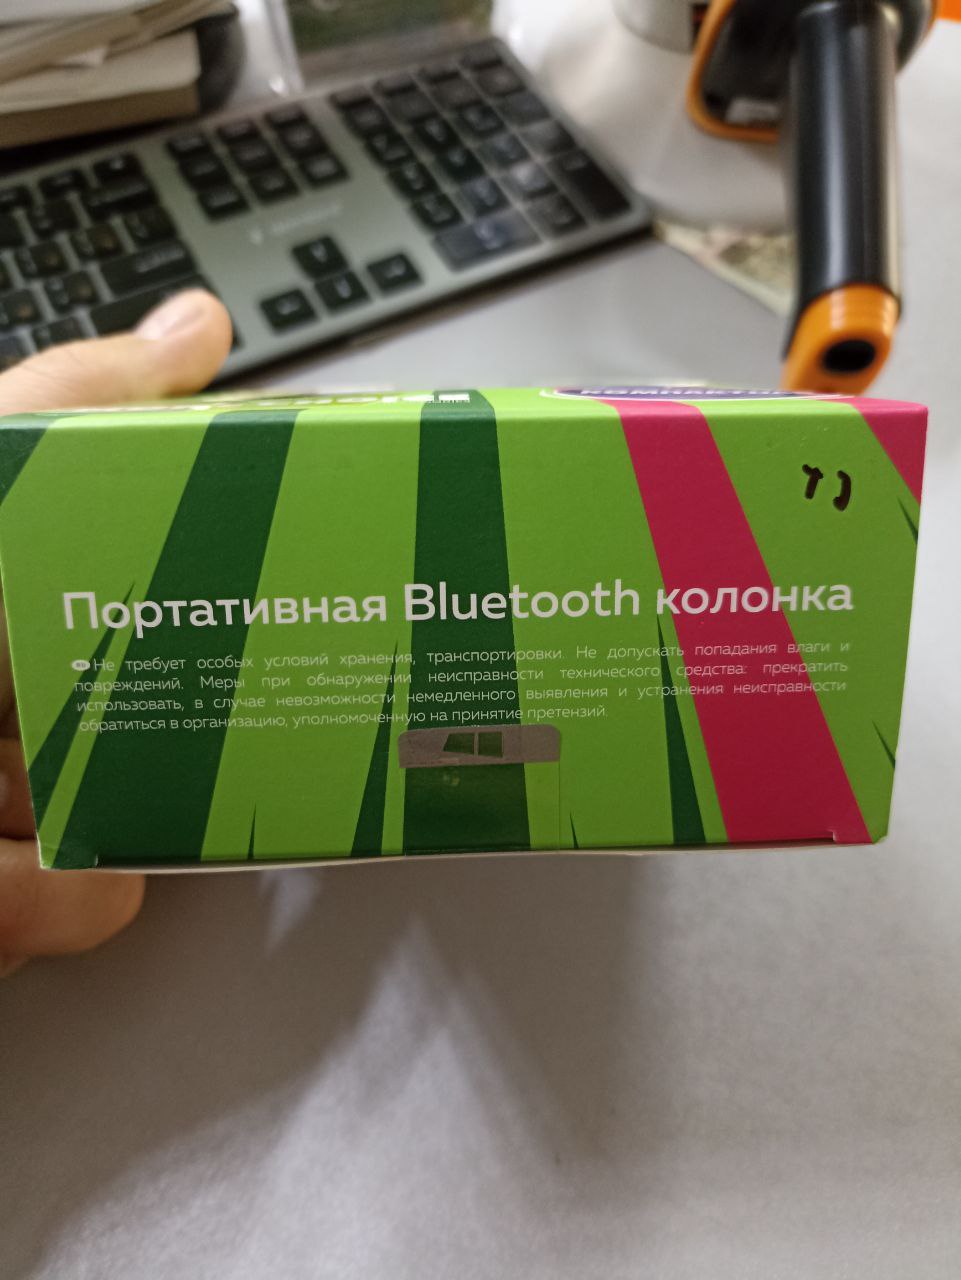 Портативная Bluetooth колонка
RU Не требует особых условий хранения, транспортировки. Не допускать попадания влаги и
повреждений. Меры при обнаружении неисправности технического средства: прекратить
использовать, в случае невозможности немедленного выявления и устранения неисправности
обратиться в организацию, уполномоченную на принятие претензий.